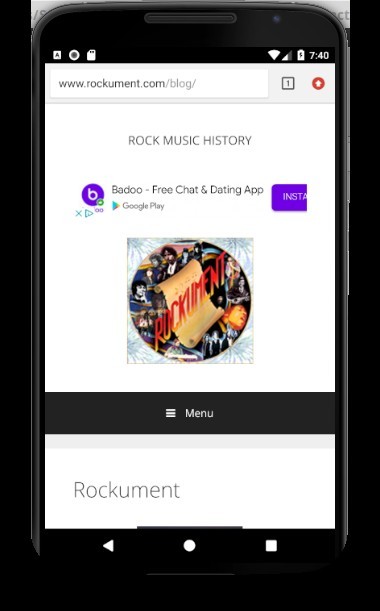 7:40
www.rockument.com/blog/
1
ROCK MUSIC HISTORY
Badoo - Free Chat & Dating App
Google Play
INSTA
ROCKUMENT
Menu
Rockument